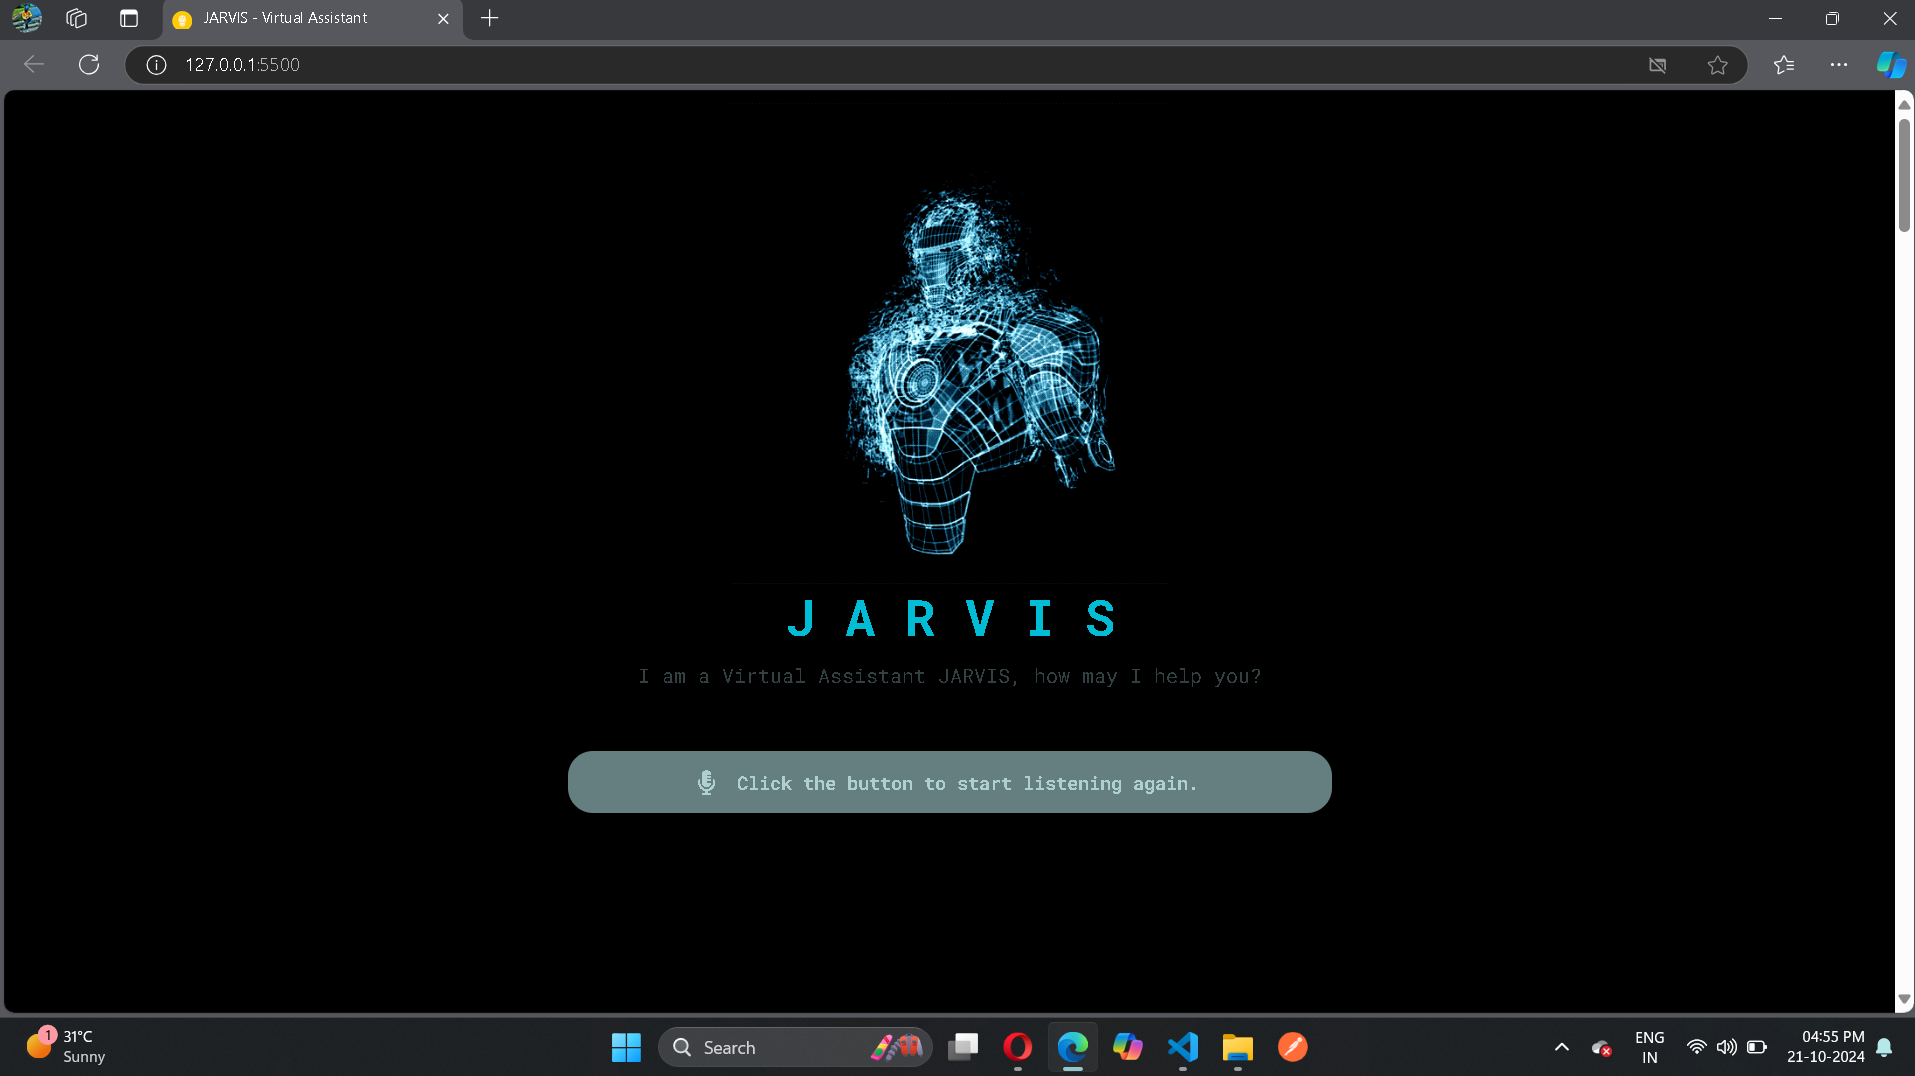 JARVIS - Virtual Assistant
127.0.0.1:5500
JARVIS
I am a Virtual Assistant JARVIS, how may I help you?
Click the button to start listening again.
1
31°C
Sunny
Search
ENG
IN
04:55 PM
21-10-2024